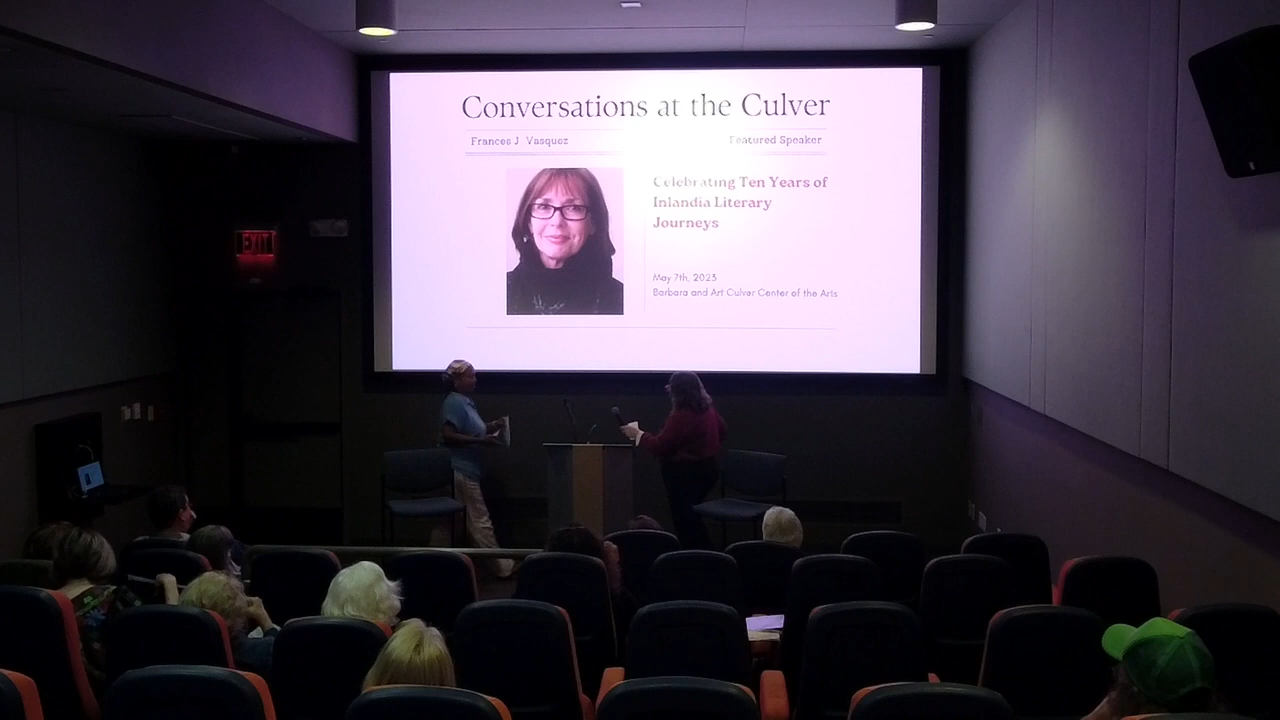 Conversations at the Culver
Frances J Vasquez
Featured Speaker
Celebrating Ten Years of
Inlandia Literary
Journeys
May 7th, 2023
Barbara and Art Culver Center of the Arts
EXIT